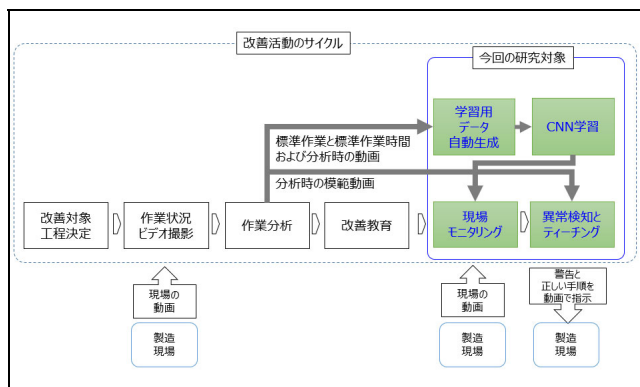 改善活動のサイクル
今回の研究対象
学習用
データ
自動生成
CNN学習
標準作業と標準作業時間
および分析時の動画
分析時の模範動画
改善対象
工程決定
作業状況
ビデオ撮影
作業分析
改善教育
現場
モニタリング
異常検知と
ティーチング
現場の
動画
現場の
動画
警告と
正しい手順を
動画で指示
製造
現場
製造
現場
製造
現場